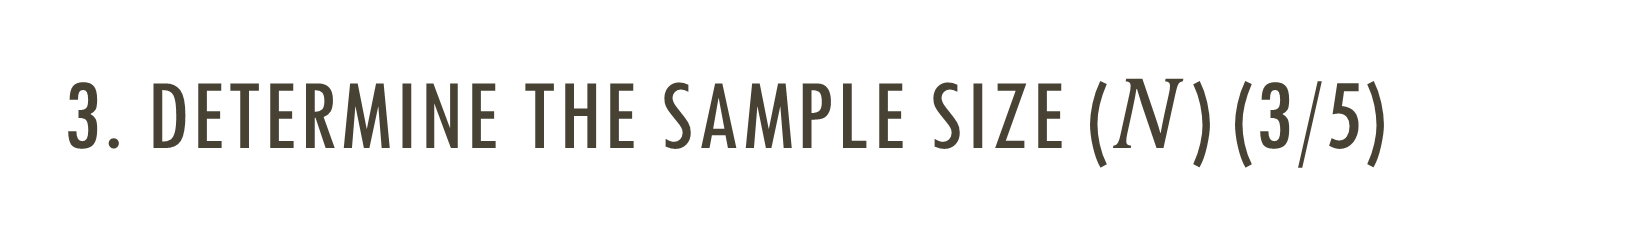 3. DETERMINE THE SAMPLE SIZE (N) (3/5)